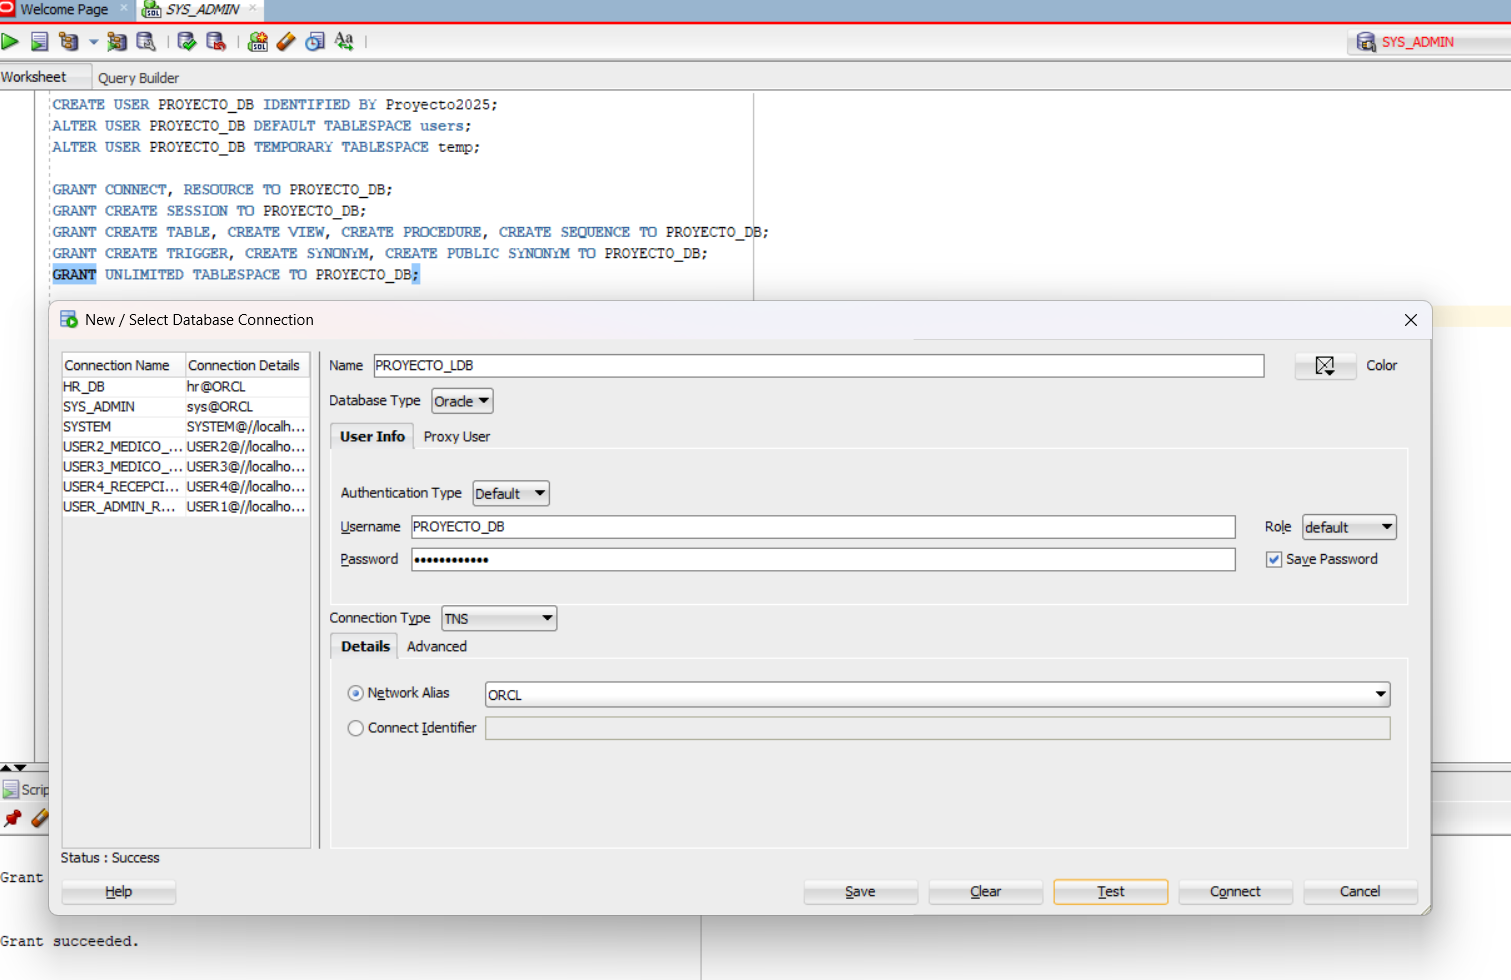 Welcome Page
SYS_ADMIN
SYS_ADMIN
Worksheet
Query Builder
CREATE USER PROYECTO_DB IDENTIFIED BY Proyecto2025;
ALTER USER PROYECTO_DB DEFAULT TABLESPACE users;
ALTER USER PROYECTO_DB TEMPORARY TABLESPACE temp;
GRANT CONNECT, RESOURCE TO PROYECTO_DB;
GRANT CREATE SESSION TO PROYECTO_DB;
GRANT CREATE TABLE, CREATE VIEW, CREATE PROCEDURE, CREATE SEQUENCE TO PROYECTO_DB;
GRANT CREATE TRIGGER, CREATE SYNONYM, CREATE PUBLIC SYNONYM TO PROYECTO_DB;
GRANT UNLIMITED TABLESPACE TO PROYECTO_DB;
New / Select Database Connection
Connection Name Connection Details
HR_DB hr@ORCL
SYS_ADMIN sys@ORCL
SYSTEM SYSTEM@//localh...
USER2_MEDICO_... USER2@//localho...
USER3_MEDICO_... USER3@//localho...
USER4_RECEPCI... USER4@//localho...
USER_ADMIN_R... USER1@//localho...
Name PROYECTO_LDB
Color
Database Type Oracle
User Info Proxy User
Authentication Type Default
Username PROYECTO_DB
Role default
Password ••••••••••••
Save Password
Connection Type TNS
Details Advanced
Network Alias ORCL
Connect Identifier
Status : Success
Help Save Clear Test Connect Cancel
Scrip
Grant
Grant succeeded.